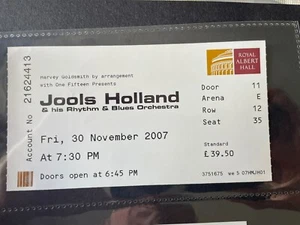 Harvey Goldsmith by arrangement
with One Fifteen Presents
Jools Holland
& his Rhythm & Blues Orchestra
Fri, 30 November 2007
At 7:30 PM
Doors open at 6:45 PM
Account No 21624413
ROYAL
ALBERT
HALL
Door 11
Arena E
Row 12
Seat 35
Standard
£39.50
3751675